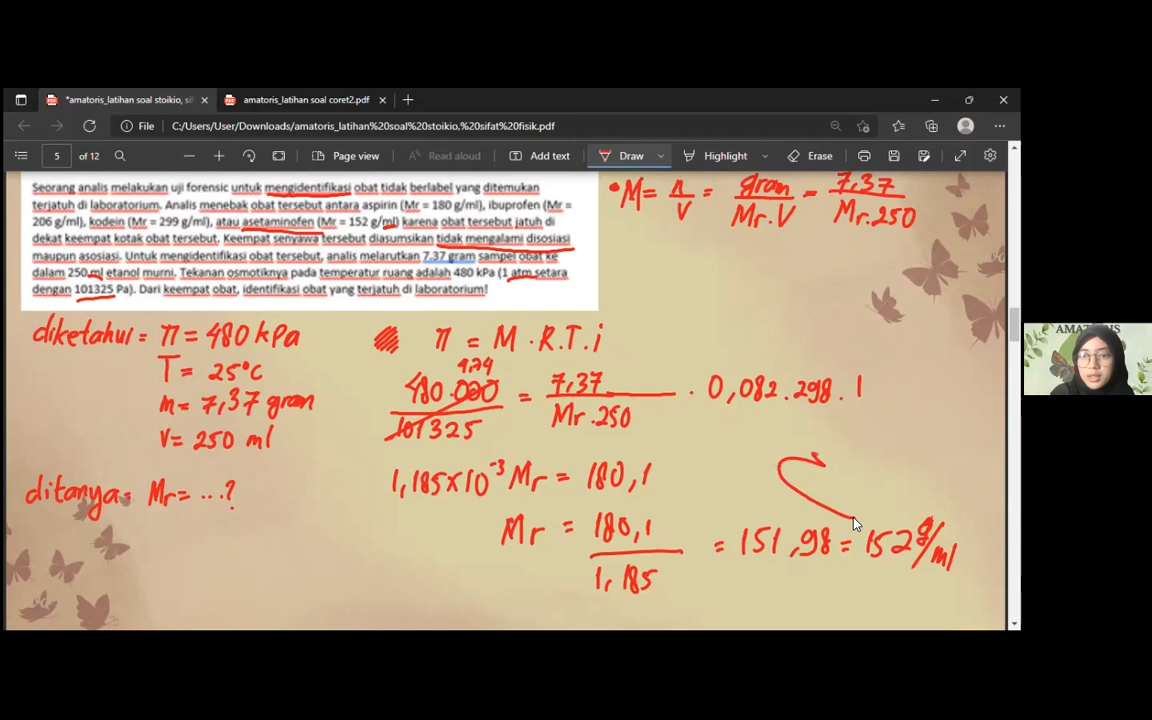 *amatoris_latihan soal stoikio, si
amatoris_latihan soal coret2.pdf
File C:/Users/User/Downloads/amatoris_latihan%20soal%20stoikio,%20sifat%20fisik.pdf
5 of 12
Page view
Read aloud
Add text
Draw
Highlight
Erase
Seorang analis melakukan uji forensic untuk mengidentifikasi obat tidak berlabel yang ditemukan
terjatuh di laboratorium. Analis menebak obat tersebut antara aspirin (Mr = 180 g/ml), ibuprofen (Mr =
206 g/ml), kodein (Mr = 299 g/ml), atau asetaminofen (Mr = 152 g/ml) karena obat tersebut jatuh di
dekat keempat kotak obat tersebut. Keempat senyawa tersebut diasumsikan tidak mengalami disosiasi
maupun asosiasi. Untuk mengidentifikasi obat tersebut, analis melarutkan 7.37 gram sampel obat ke
dalam 250 ml etanol murni. Tekanan osmotiknya pada temperatur ruang adalah 480 kPa (1 atm setara
dengan 101325 Pa). Dari keempat obat, identifikasi obat yang terjatuh di laboratorium!
M = n/V = gram/Mr.V = 7,37/Mr.250
diketahui = π = 480 kPa
T = 25°C
m = 7,37 gram
v = 250 ml
ditanya = Mr = ...?
π = M . R.T.i
4,74
480.000/101325 = 7,37/Mr.250 . 0,082.298.1
1,185x10⁻³ Mr = 180,1
Mr = 180,1/1,185 = 151,98 = 152 g/ml
AMATORIS